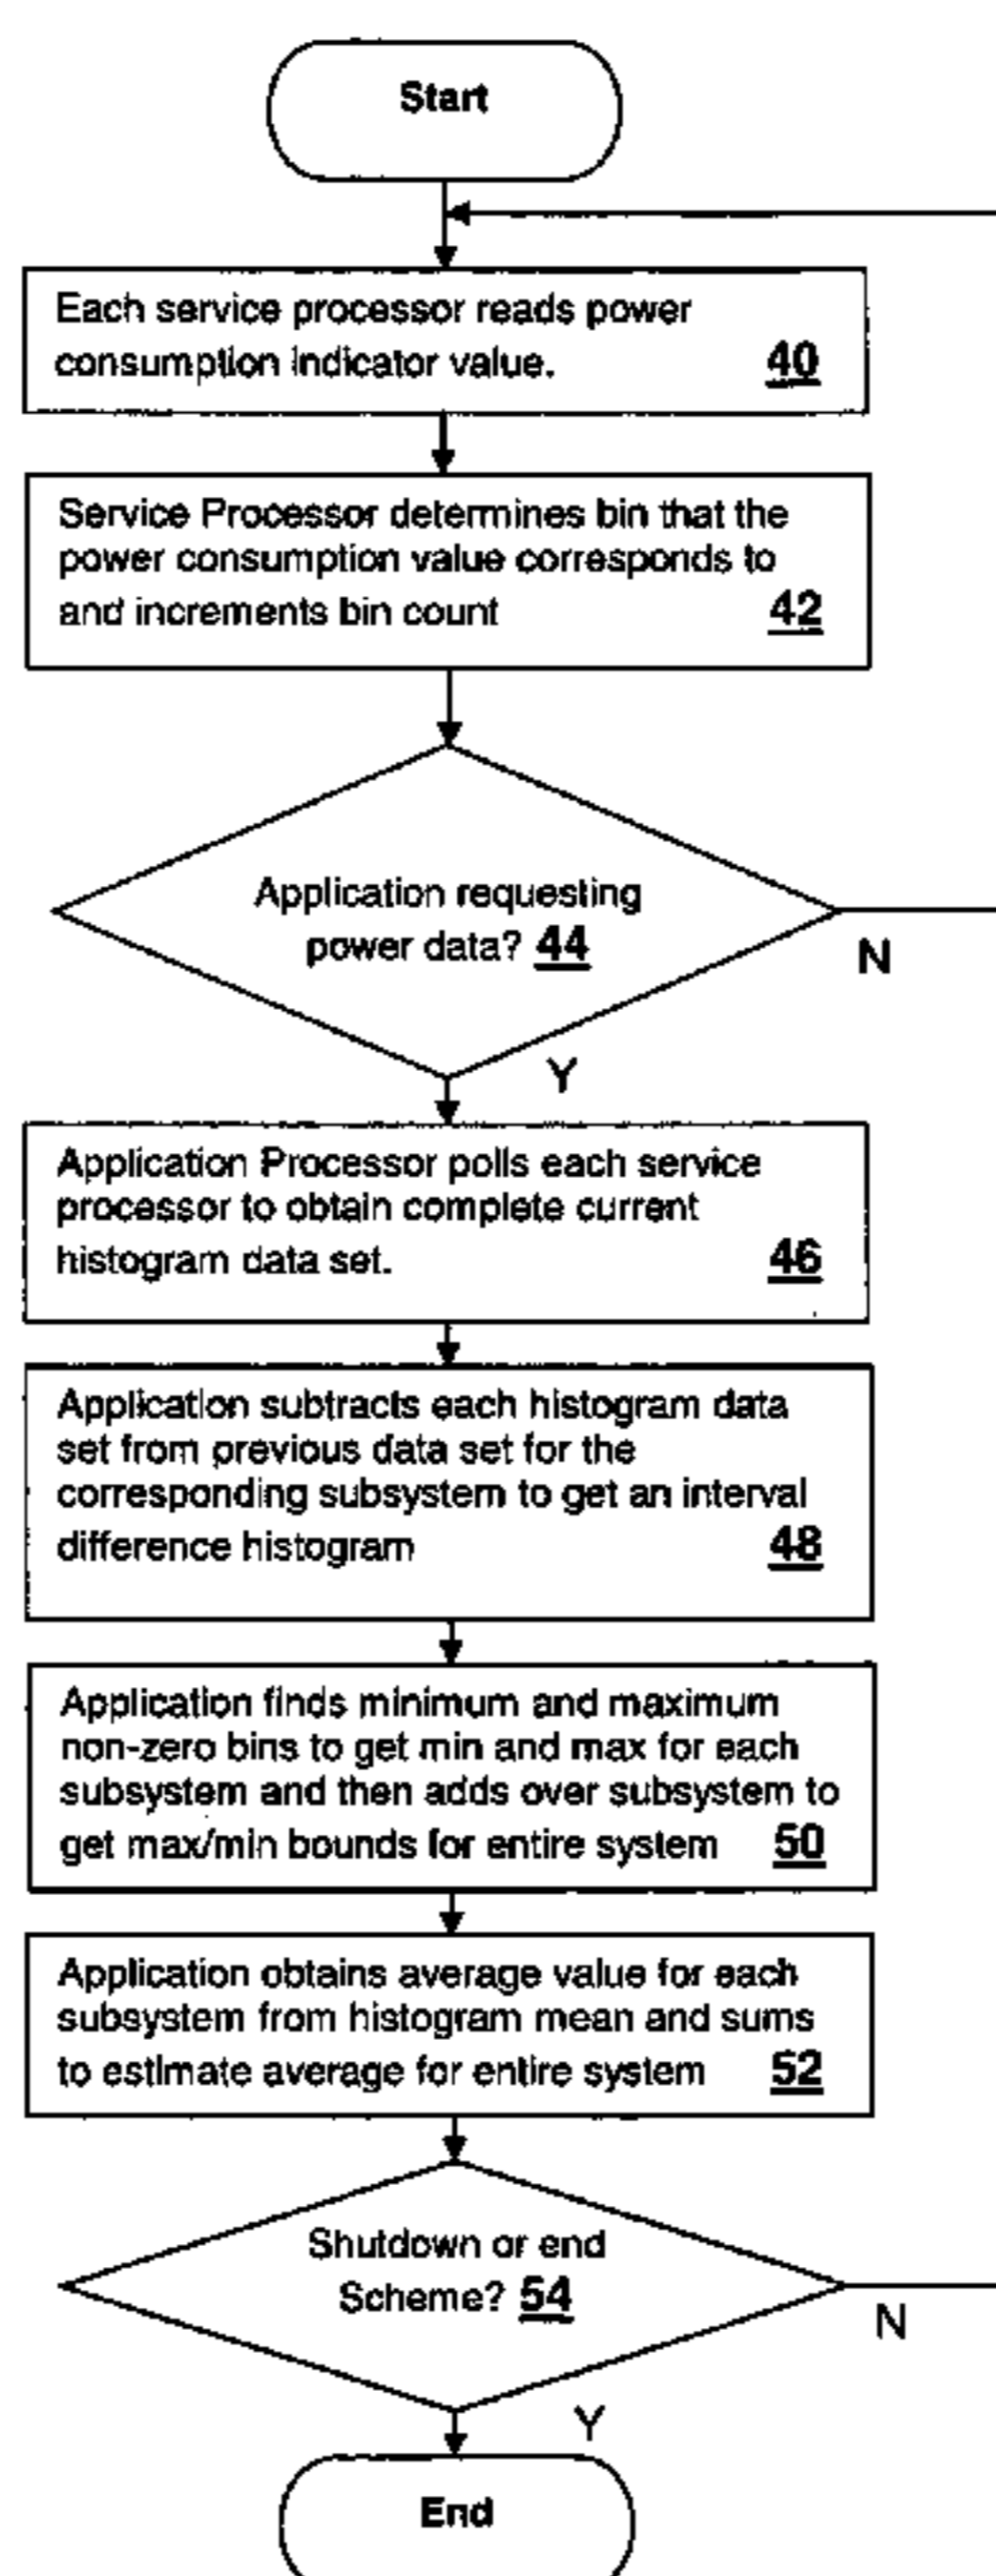 Start
Each service processor reads power
consumption indicator value. 40
Service Processor determines bin that the
power consumption value corresponds to
and increments bin count 42
Application requesting
power data? 44
N
Y
Application Processor polls each service
processor to obtain complete current
histogram data set. 46
Application subtracts each histogram data
set from previous data set for the
corresponding subsystem to get an interval
difference histogram 48
Application finds minimum and maximum
non-zero bins to get min and max for each
subsystem and then adds over subsystem to
get max/min bounds for entire system 50
Application obtains average value for each
subsystem from histogram mean and sums
to estimate average for entire system 52
Shutdown or end
Scheme? 54
N
Y
End